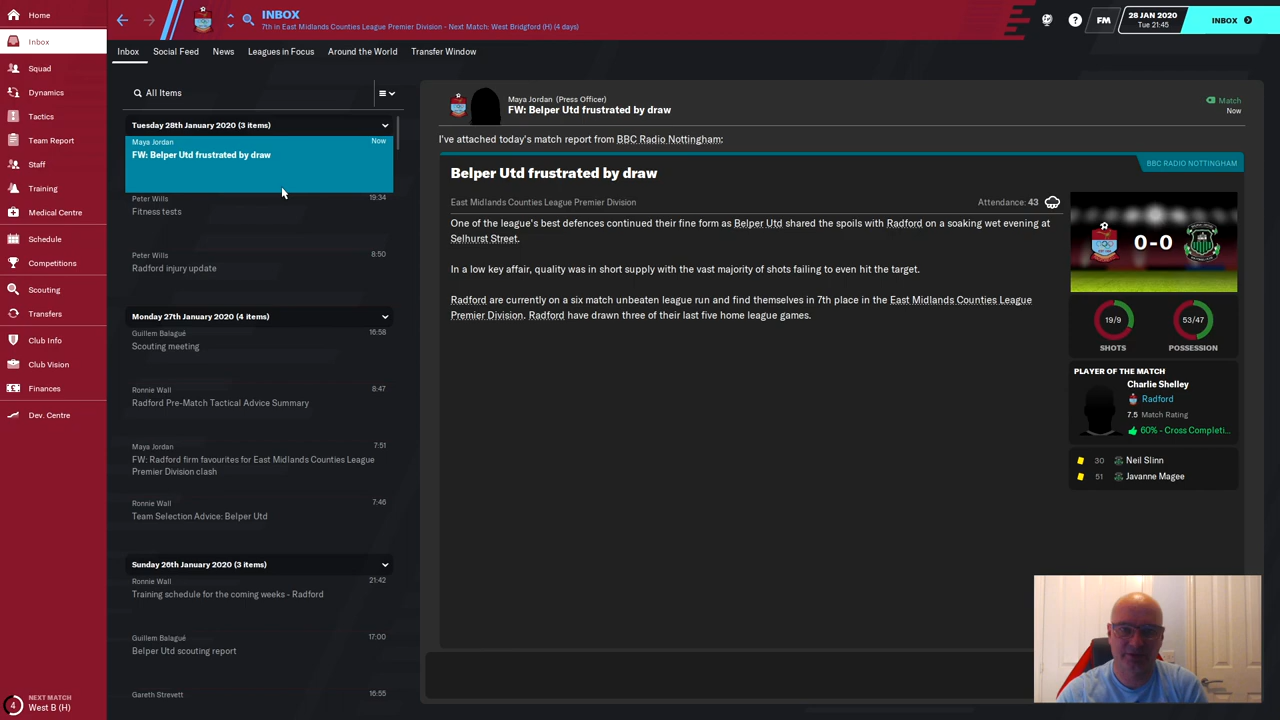 Home
Inbox
Squad
Dynamics
Tactics
Team Report
Staff
Training
Medical Centre
Schedule
Competitions
Scouting
Transfers
Club Info
Club Vision
Finances
Dev. Centre
4
NEXT MATCH
West B (H)
INBOX
7th in East Midlands Counties League Premier Division - Next Match: West Bridgford (H) (4 days)
?
FM
28 JAN 2020
Tue 21:45
INBOX
Inbox
Social Feed
News
Leagues in Focus
Around the World
Transfer Window
All Items
Tuesday 28th January 2020 (3 items)
Maya Jordan Now
FW: Belper Utd frustrated by draw
Peter Wills 19:34
Fitness tests
Peter Wills 8:50
Radford injury update
Monday 27th January 2020 (4 items)
Guillem Balagué 16:58
Scouting meeting
Ronnie Wall 8:47
Radford Pre-Match Tactical Advice Summary
Maya Jordan 7:51
FW: Radford firm favourites for East Midlands Counties League
Premier Division clash
Ronnie Wall 7:46
Team Selection Advice: Belper Utd
Sunday 26th January 2020 (3 items)
Ronnie Wall 21:42
Training schedule for the coming weeks - Radford
Guillem Balagué 17:00
Belper Utd scouting report
Gareth Strevett 16:55
Maya Jordan (Press Officer)
FW: Belper Utd frustrated by draw
Match
Now
I've attached today's match report from BBC Radio Nottingham:
BBC RADIO NOTTINGHAM
Belper Utd frustrated by draw
East Midlands Counties League Premier Division
Attendance: 43
One of the league's best defences continued their fine form as Belper Utd shared the spoils with Radford on a soaking wet evening at
Selhurst Street.
In a low key affair, quality was in short supply with the vast majority of shots failing to even hit the target.
Radford are currently on a six match unbeaten league run and find themselves in 7th place in the East Midlands Counties League
Premier Division. Radford have drawn three of their last five home league games.
0-0
19/9
SHOTS
53/47
POSSESSION
PLAYER OF THE MATCH
Charlie Shelley
Radford
7.5 Match Rating
60% - Cross Completi...
30 Neil Slinn
51 Javanne Magee